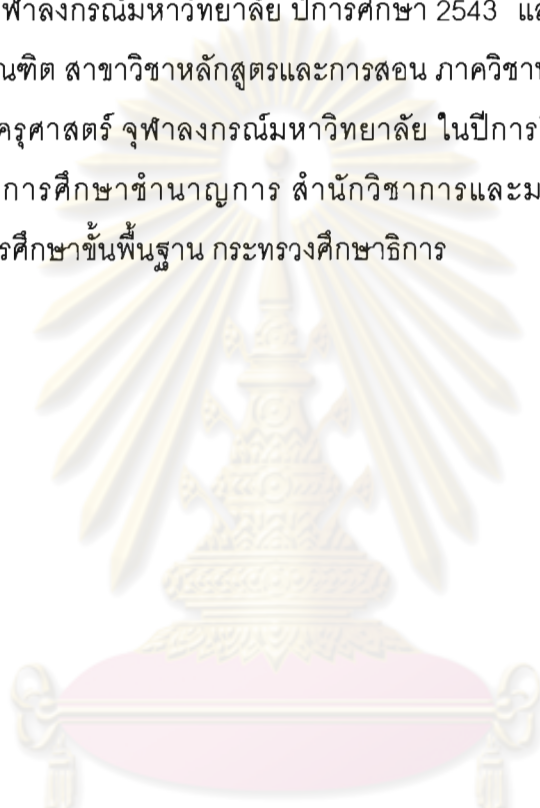 ฬาลงกรณ์มหาวิทยาลัย ปีการศึกษา 2543 แล
ณฑิต สาขาวิชาหลักสูตรและการสอน ภาควิชา
ครุศาสตร์ จุฬาลงกรณ์มหาวิทยาลัย ในปีการ
การศึกษาชำนาญการ สำนักวิชาการและม
รศึกษาขั้นพื้นฐาน กระทรวงศึกษาธิการ